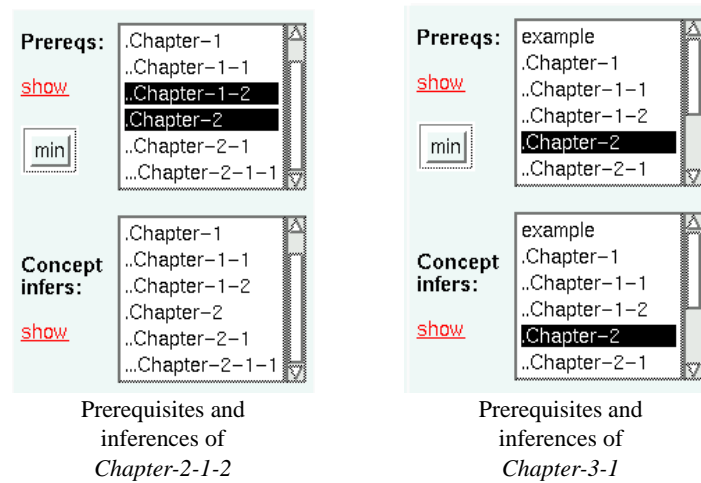 Prereqs:
show
min
.Chapter-1
..Chapter-1-1
..Chapter-1-2
.Chapter-2
..Chapter-2-1
...Chapter-2-1-1
Concept
infers:
show
.Chapter-1
..Chapter-1-1
..Chapter-1-2
.Chapter-2
..Chapter-2-1
...Chapter-2-1-1
Prerequisites and
inferences of
Chapter-2-1-2
Prereqs:
show
min
example
.Chapter-1
..Chapter-1-1
..Chapter-1-2
.Chapter-2
..Chapter-2-1
Concept
infers:
show
example
.Chapter-1
..Chapter-1-1
..Chapter-1-2
.Chapter-2
..Chapter-2-1
Prerequisites and
inferences of
Chapter-3-1